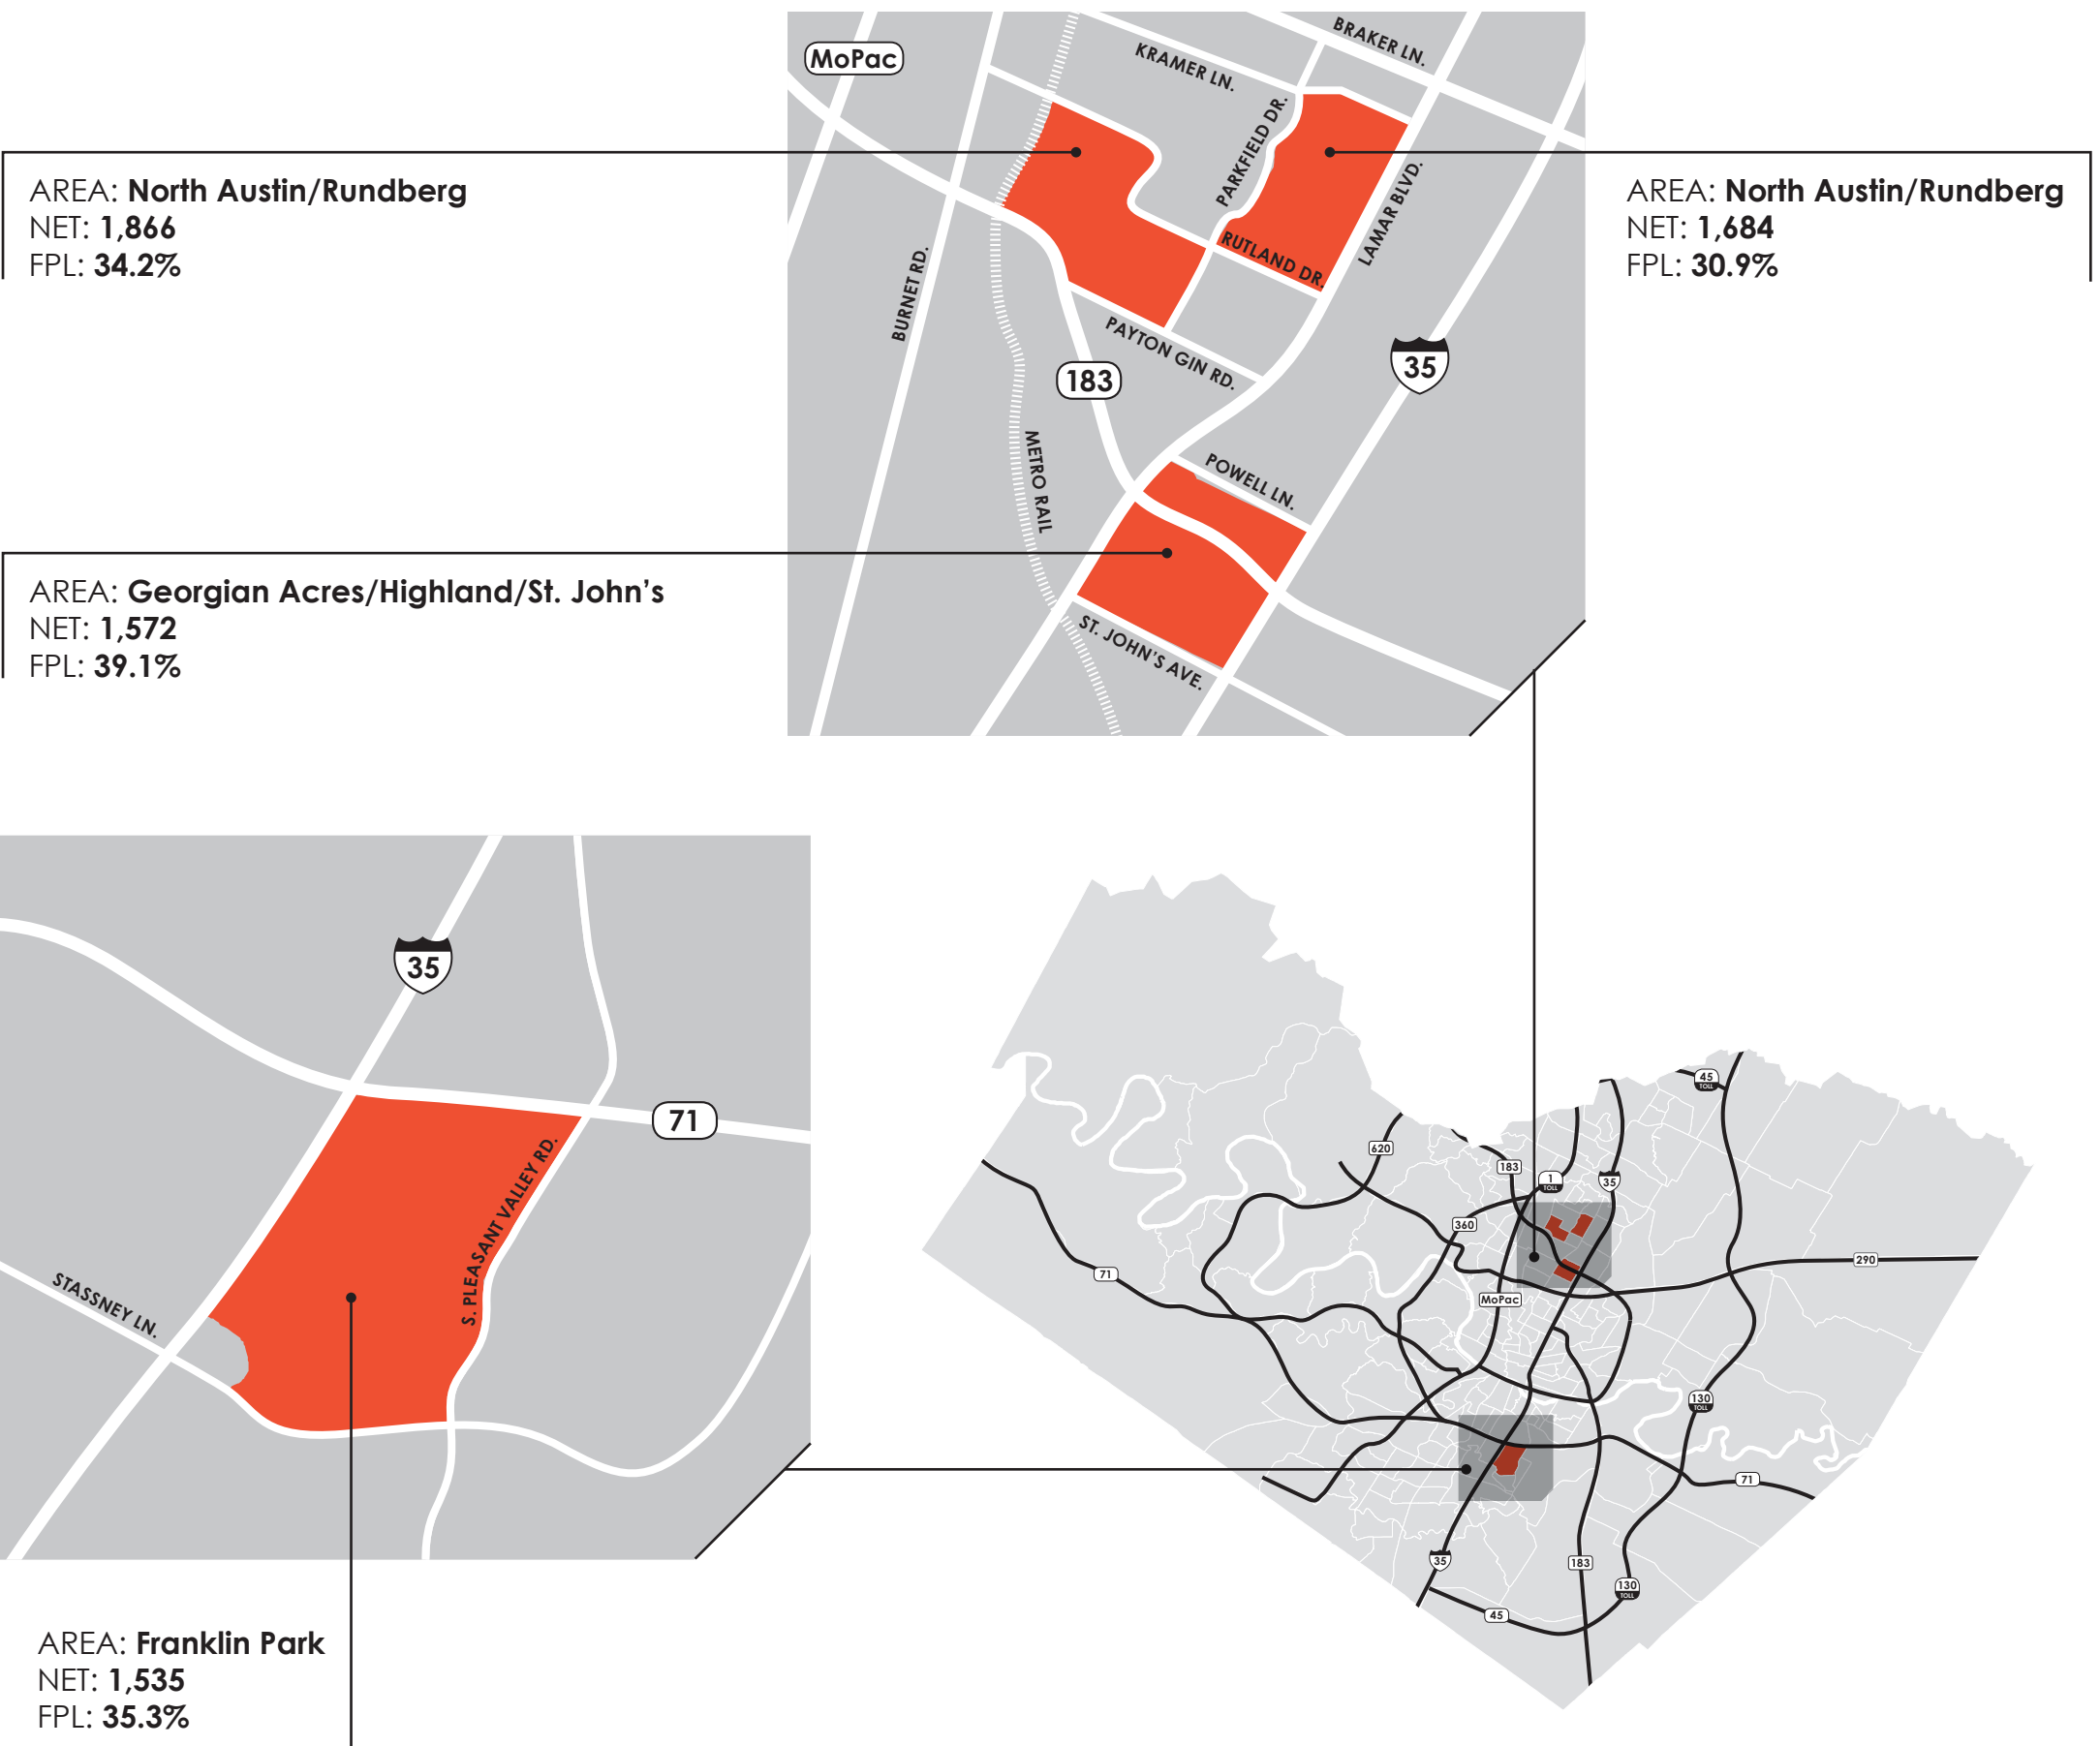 MoPac
KRAMER LN.
BRAKER LN.
PARKFIELD DR.
LAMAR BLVD.
RUTLAND DR.
BURNET RD.
PAYTON GIN RD.
183
35
METRO RAIL
POWELL LN.
ST. JOHN'S AVE.
AREA: North Austin/Rundberg
NET: 1,866
FPL: 34.2%
AREA: North Austin/Rundberg
NET: 1,684
FPL: 30.9%
AREA: Georgian Acres/Highland/St. John's
NET: 1,572
FPL: 39.1%
35
71
S. PLEASANT VALLEY RD.
STASSNEY LN.
AREA: Franklin Park
NET: 1,535
FPL: 35.3%
45
TOLL
620
183
1
TOLL
35
360
71
290
MoPac
130
TOLL
71
35
183
130
TOLL
45